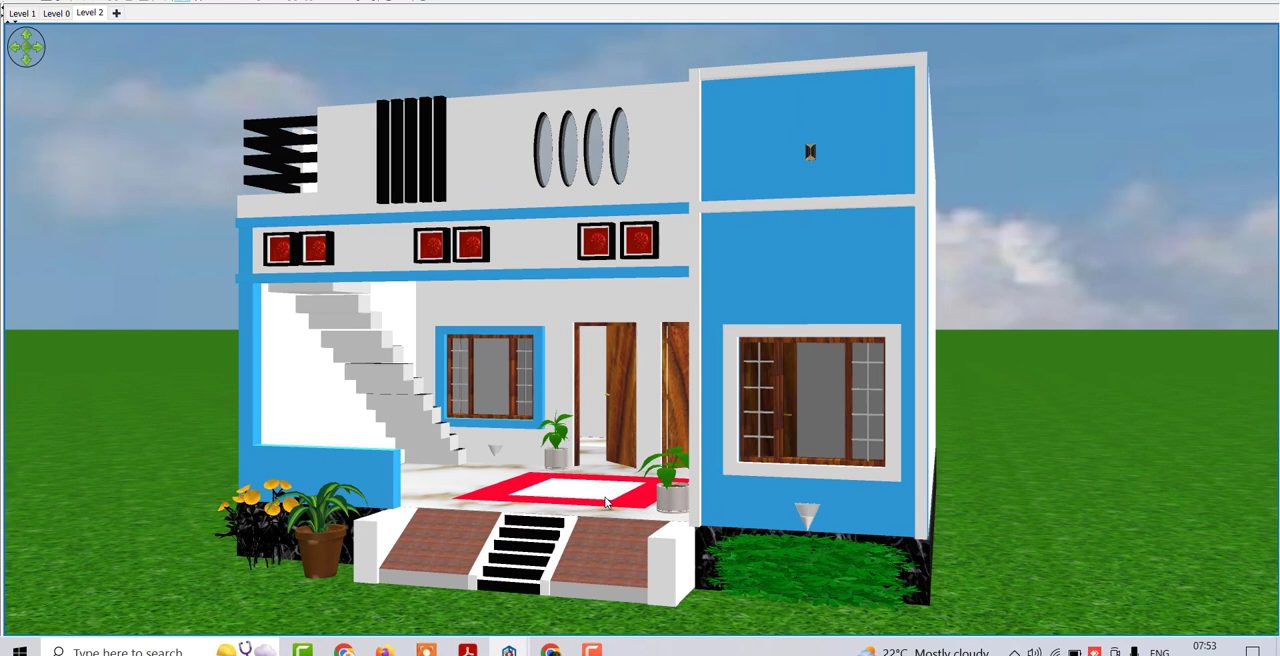 Level 1 Level 0 Level 2
Type here to search
22°C Mostly cloudy
ENG
07:53